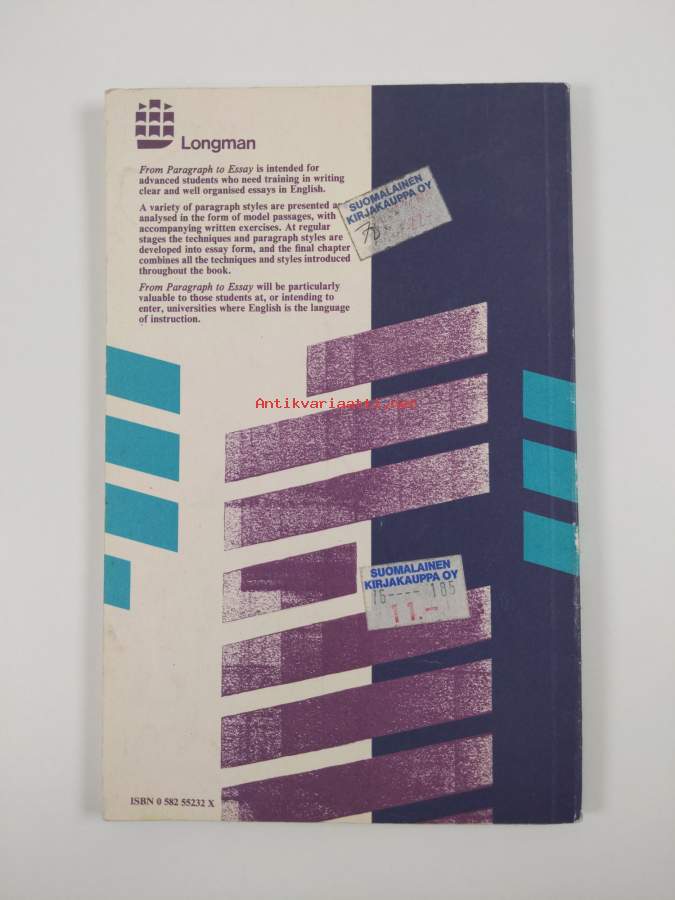 Longman
From Paragraph to Essay is intended for
advanced students who need training in writing
clear and well organised essays in English.
A variety of paragraph styles are presented
analysed in the form of model passages, with
accompanying written exercises. At regular
stages the techniques and paragraph styles are
developed into essay form, and the final chapter
combines all the techniques and styles introduced
throughout the book.
From Paragraph to Essay will be particularly
valuable to those students at, or intending to
enter, universities where English is the language
of instruction.
SUOMALAINEN
KIRJAKAUPPA OY
Antikvariaatti.net
SUOMALAINEN
KIRJAKAUPPA OY
75---- 185
11.-
ISBN 0 582 55232 X